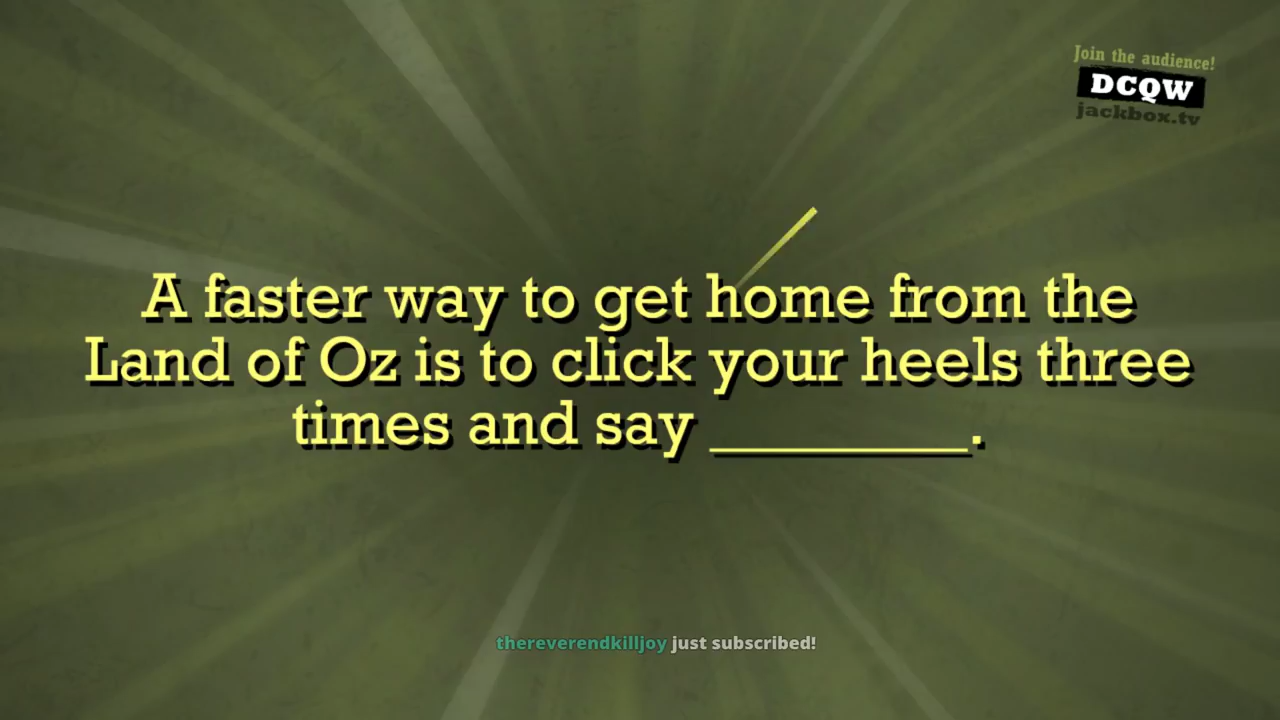 Join the audience!
DCQW
jackbox.tv
A faster way to get home from the
Land of Oz is to click your heels three
times and say _________.
thereverendkilljoy just subscribed!